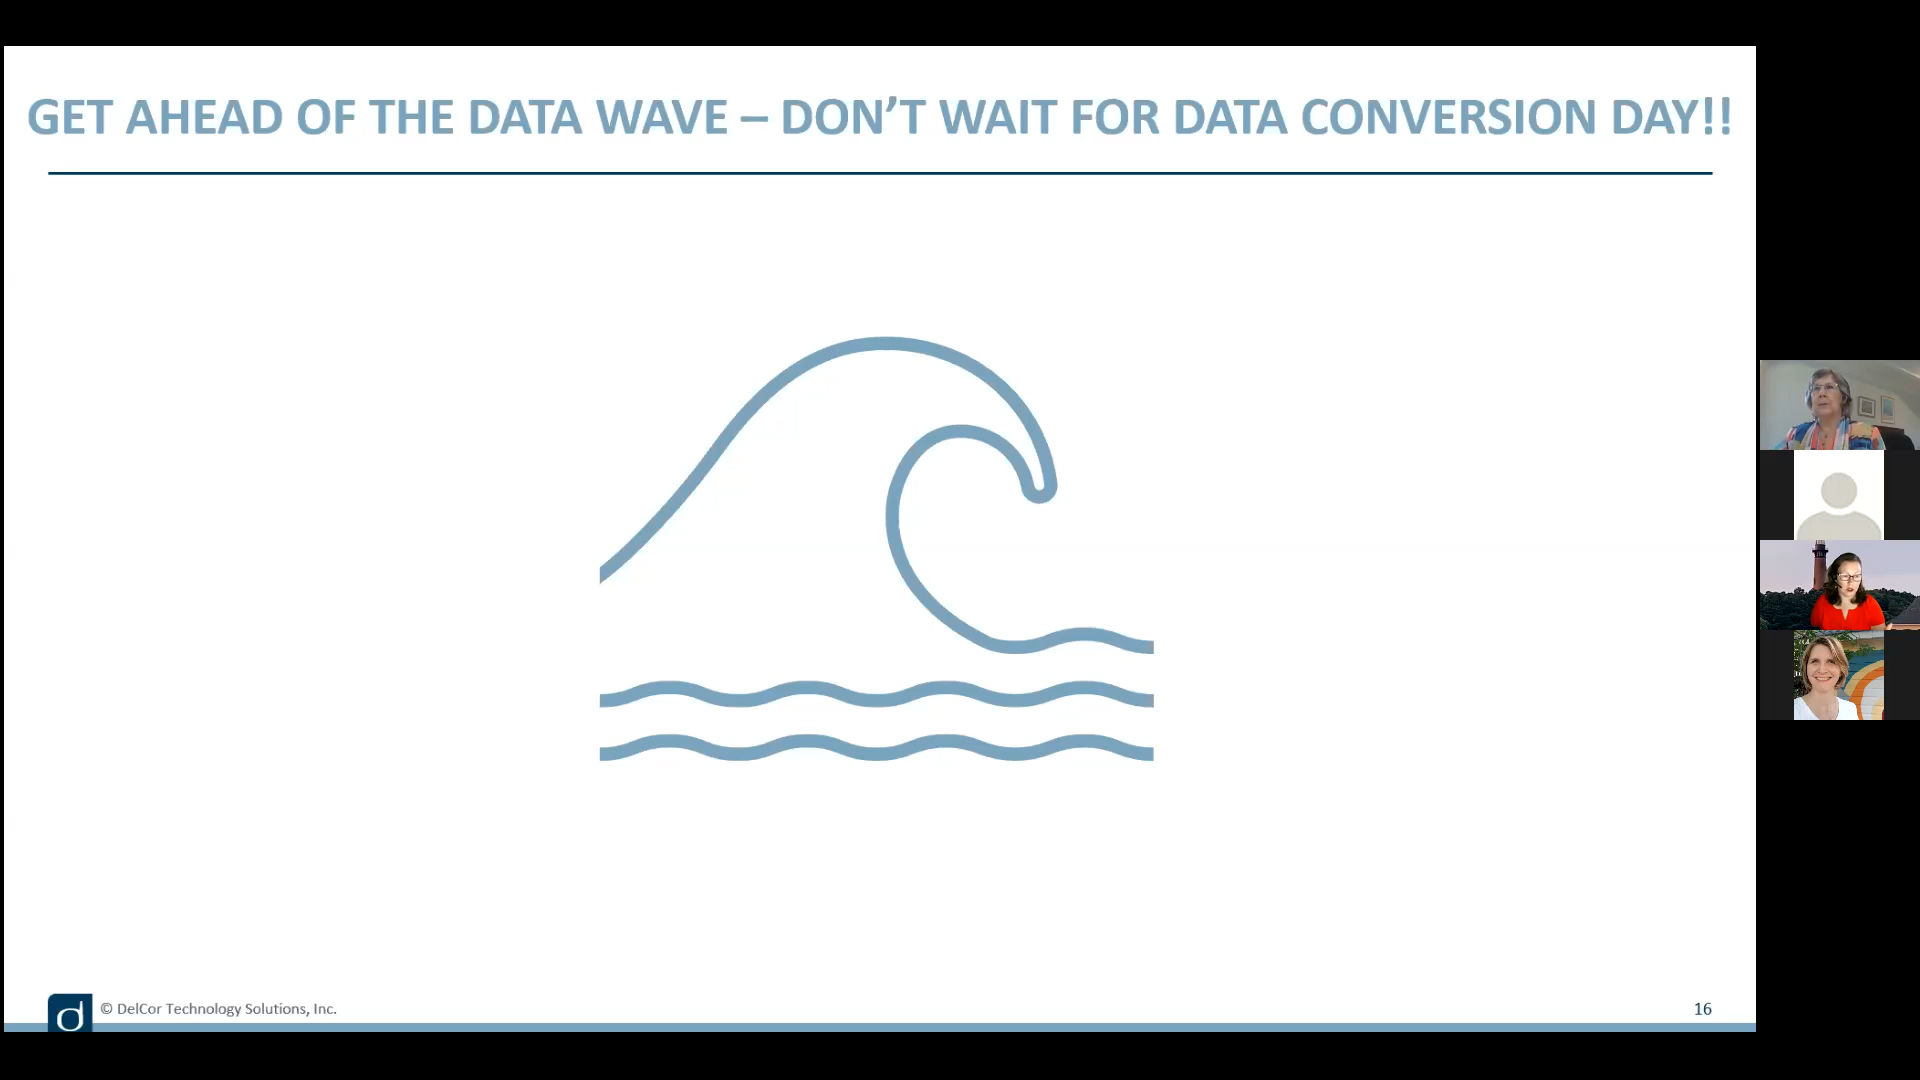 GET AHEAD OF THE DATA WAVE – DON’T WAIT FOR DATA CONVERSION DAY!!
d © DelCor Technology Solutions, Inc.
16